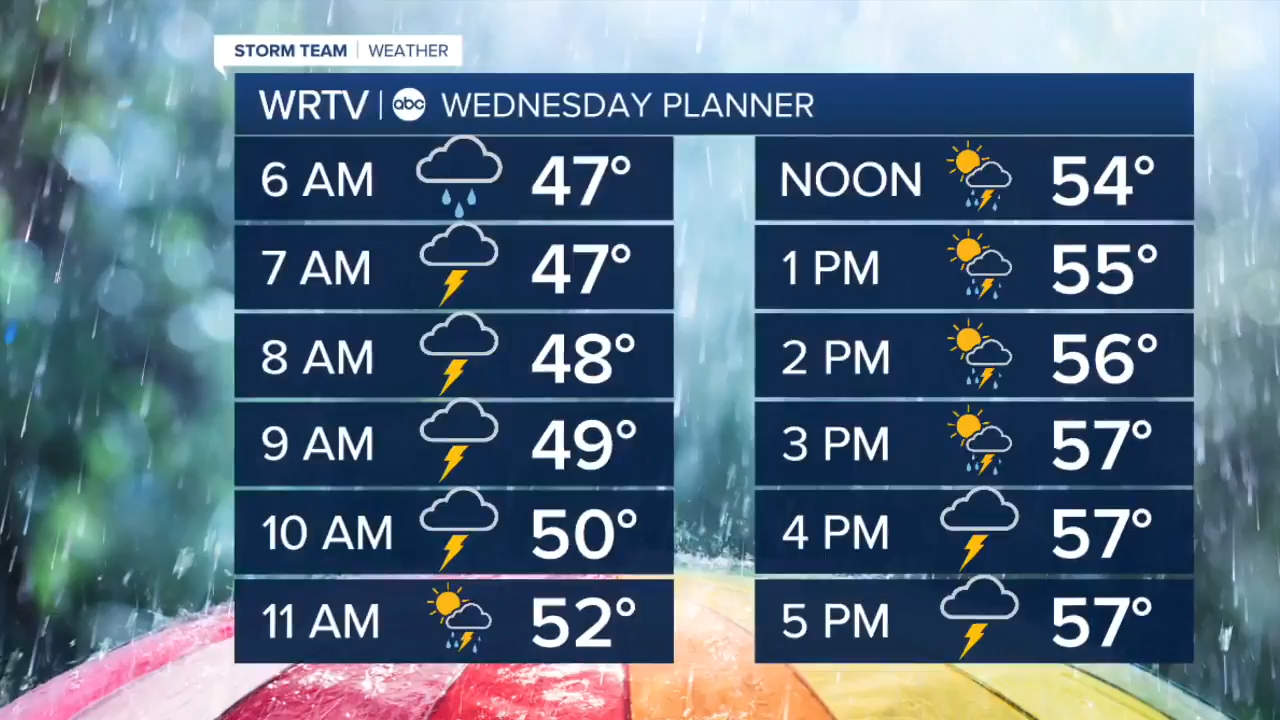 STORM TEAM | WEATHER
WRTV | abc WEDNESDAY PLANNER
6 AM 47°
7 AM 47°
8 AM 48°
9 AM 49°
10 AM 50°
11 AM 52°
NOON 54°
1 PM 55°
2 PM 56°
3 PM 57°
4 PM 57°
5 PM 57°